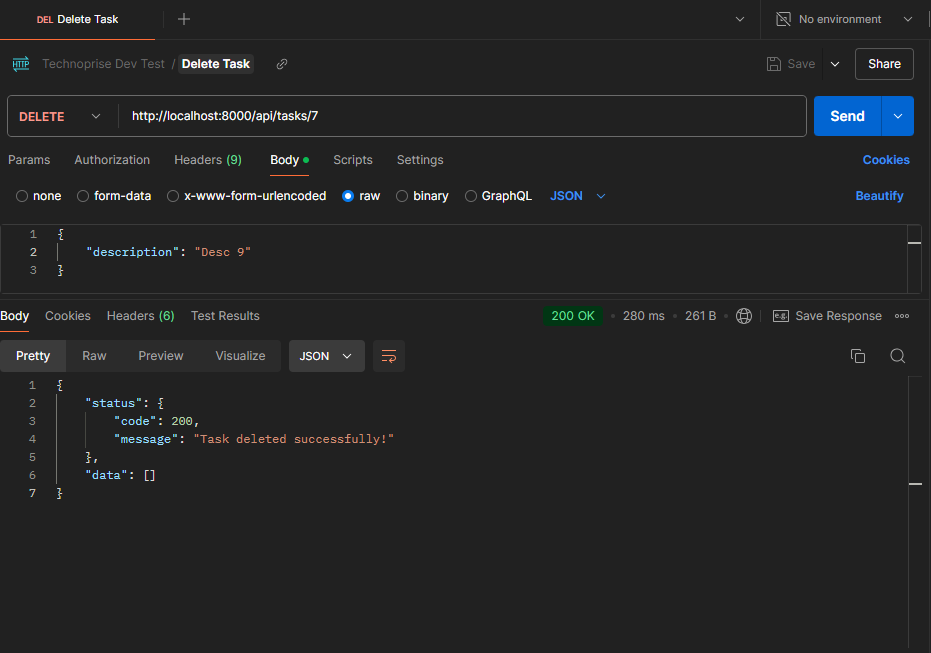 DEL Delete Task
No environment
HTTP Technoprise Dev Test / Delete Task Save Share
DELETE http://localhost:8000/api/tasks/7 Send
Params Authorization Headers (9) Body Scripts Settings Cookies
none form-data x-www-form-urlencoded raw binary GraphQL JSON Beautify
1 {
2 "description": "Desc 9"
3 }
Body Cookies Headers (6) Test Results 200 OK 280 ms 261 B e.g. Save Response
Pretty Raw Preview Visualize JSON
1 {
2 "status": {
3 "code": 200,
4 "message": "Task deleted successfully!"
5 },
6 "data": []
7 }